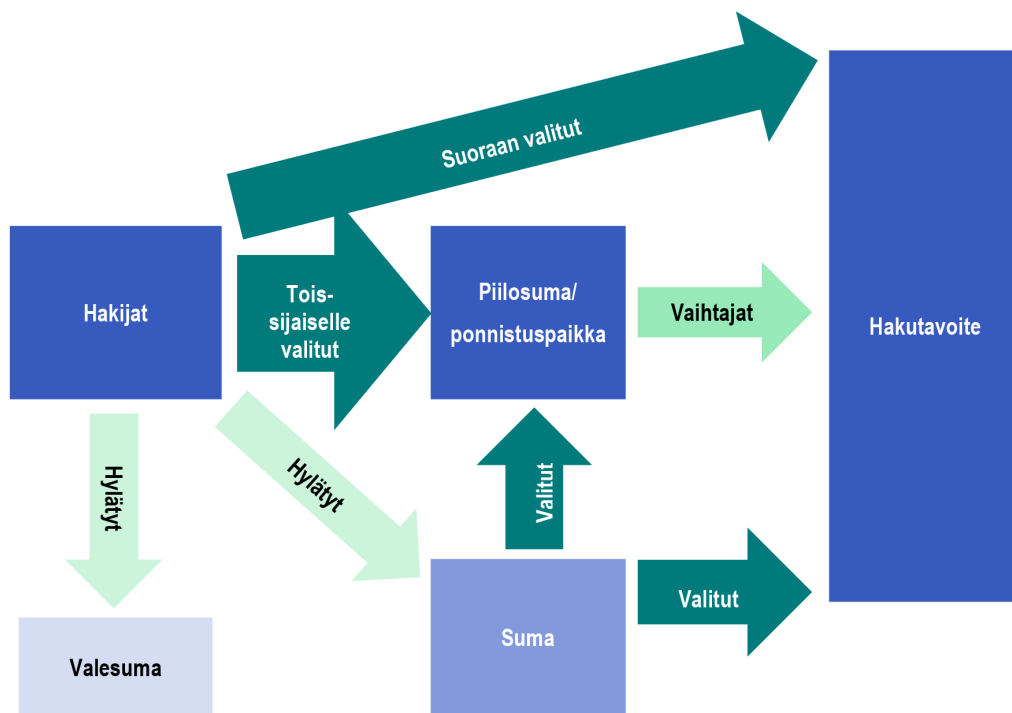 Suoraan valitut
Hakijat
Tois-
sijaiselle
valitut
Piilosuma/
ponnistuspaikka
Vaihtajat
Hakutavoite
Hylätyt
Hylätyt
Valitut
Valitut
Suma
Valesuma